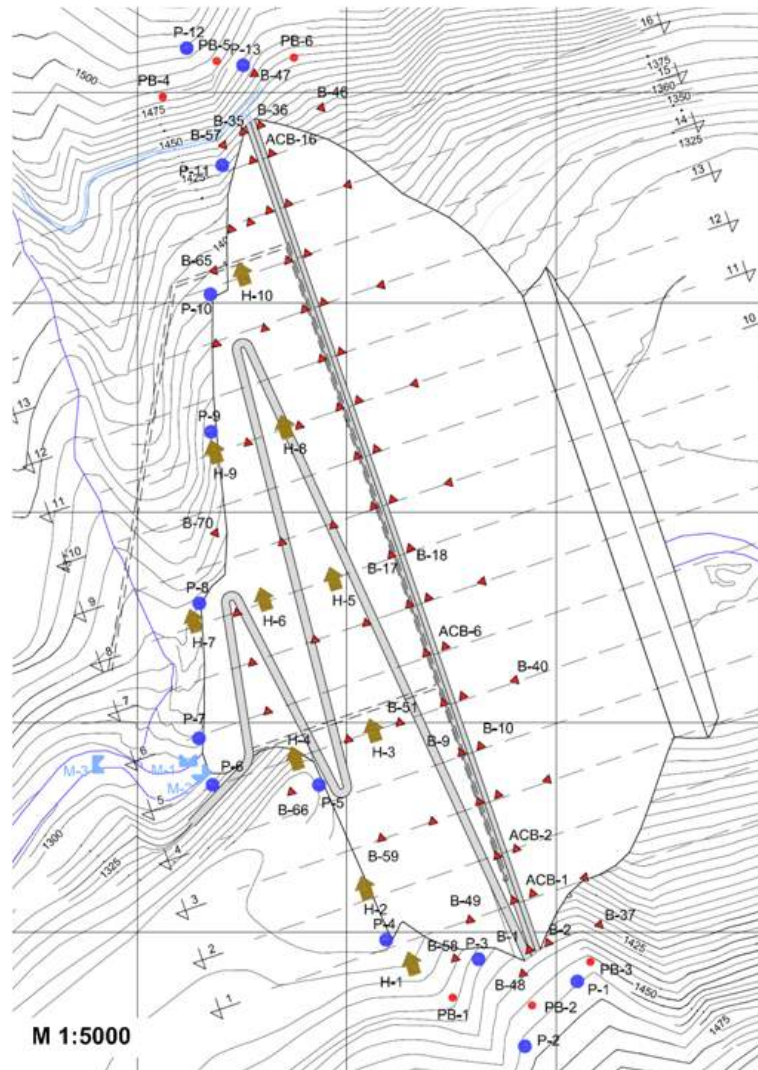 P-12
PB-5
P-13
PB-6
16
1375
15
1360
1350
14
1325
1500
PB-4
B-47
1475
B-46
B-36
B-35
1450
B-57
ACB-16
P-11
1425
13
12
B-65
11
H-10
P-10
10
13
P-9
H-8
12
H-9
11
B-70
B-18
B-17
10
P-8
H-5
H-6
9
H-7
ACB-6
8
B-40
7
B-51
P-7
H-4
B-10
B-9
H-3
6
M-3
M-1
M-2
P-6
P-5
5
B-66
1300
ACB-2
4
B-59
1325
ACB-1
3
B-49
H-2
B-37
P-4
B-1
B-2
1425
2
B-58
P-3
PB-3
H-1
B-48
P-1
1450
1
PB-1
PB-2
1475
M 1:5000
P-2